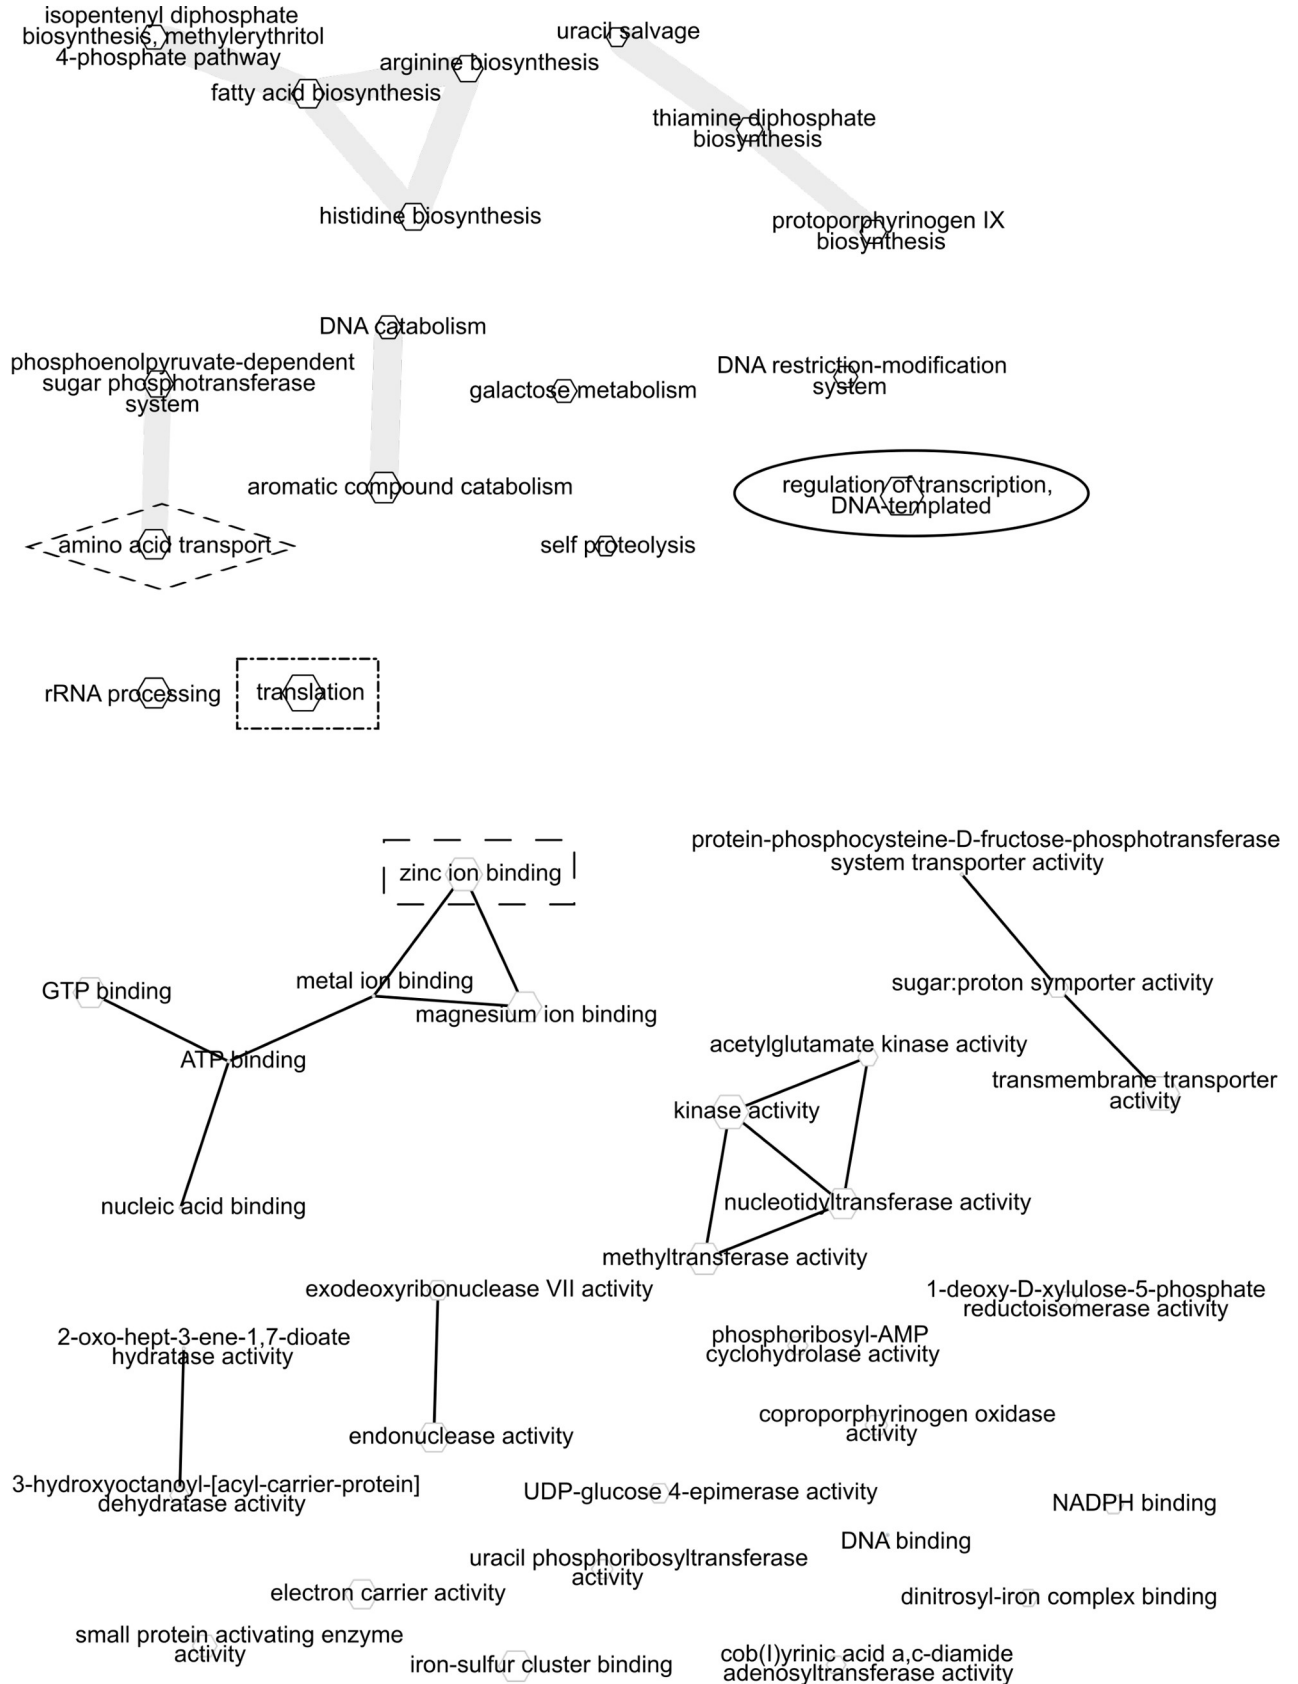 isopentenyl diphosphate
biosynthesis, methylerythritol
4-phosphate pathway
uracil salvage
arginine biosynthesis
fatty acid biosynthesis
thiamine diphosphate
biosynthesis
histidine biosynthesis
protoporphyrinogen IX
biosynthesis
DNA catabolism
phosphoenolpyruvate-dependent
sugar phosphotransferase
system
galactose metabolism
DNA restriction-modification
system
aromatic compound catabolism
regulation of transcription,
DNA-templated
amino acid transport
self proteolysis
rRNA processing
translation
protein-phosphocysteine-D-fructose-phosphotransferase
system transporter activity
zinc ion binding
metal ion binding
sugar:proton symporter activity
GTP binding
magnesium ion binding
acetylglutamate kinase activity
ATP binding
transmembrane transporter
activity
kinase activity
nucleic acid binding
nucleotidyltransferase activity
methyltransferase activity
exodeoxyribonuclease VII activity
1-deoxy-D-xylulose-5-phosphate
reductoisomerase activity
2-oxo-hept-3-ene-1,7-dioate
hydratase activity
phosphoribosyl-AMP
cyclohydrolase activity
coproporphyrinogen oxidase
activity
endonuclease activity
3-hydroxyoctanoyl-[acyl-carrier-protein]
dehydratase activity
UDP-glucose 4-epimerase activity
NADPH binding
DNA binding
uracil phosphoribosyltransferase
activity
electron carrier activity
dinitrosyl-iron complex binding
small protein activating enzyme
activity
iron-sulfur cluster binding
cob(I)yrinic acid a,c-diamide
adenosyltransferase activity